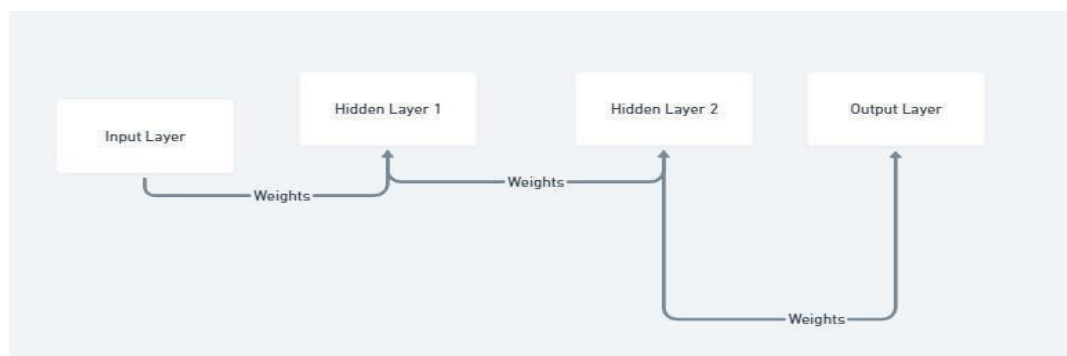 Input Layer
Hidden Layer 1
Hidden Layer 2
Output Layer
Weights
Weights
Weights